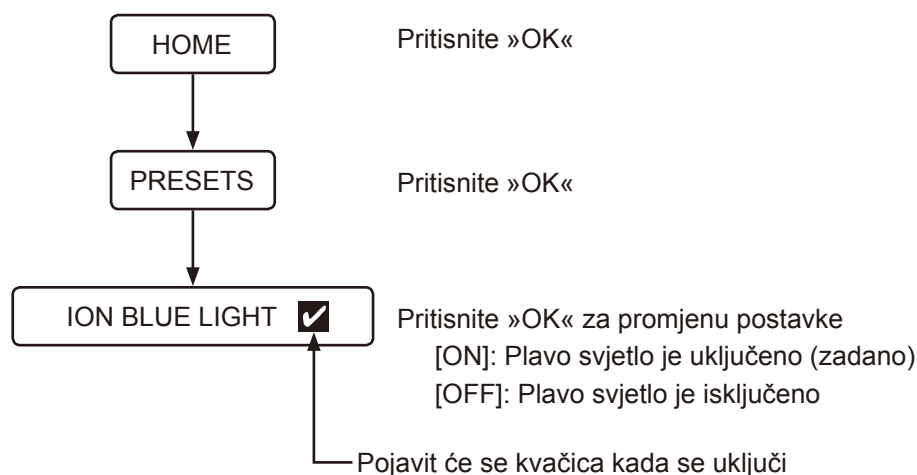 HOME
Pritisnite »OK«
PRESETS
Pritisnite »OK«
ION BLUE LIGHT ✔
Pritisnite »OK« za promjenu postavke
[ON]: Plavo svjetlo je uključeno (zadano)
[OFF]: Plavo svjetlo je isključeno
Pojavit će se kvačica kada se uključi